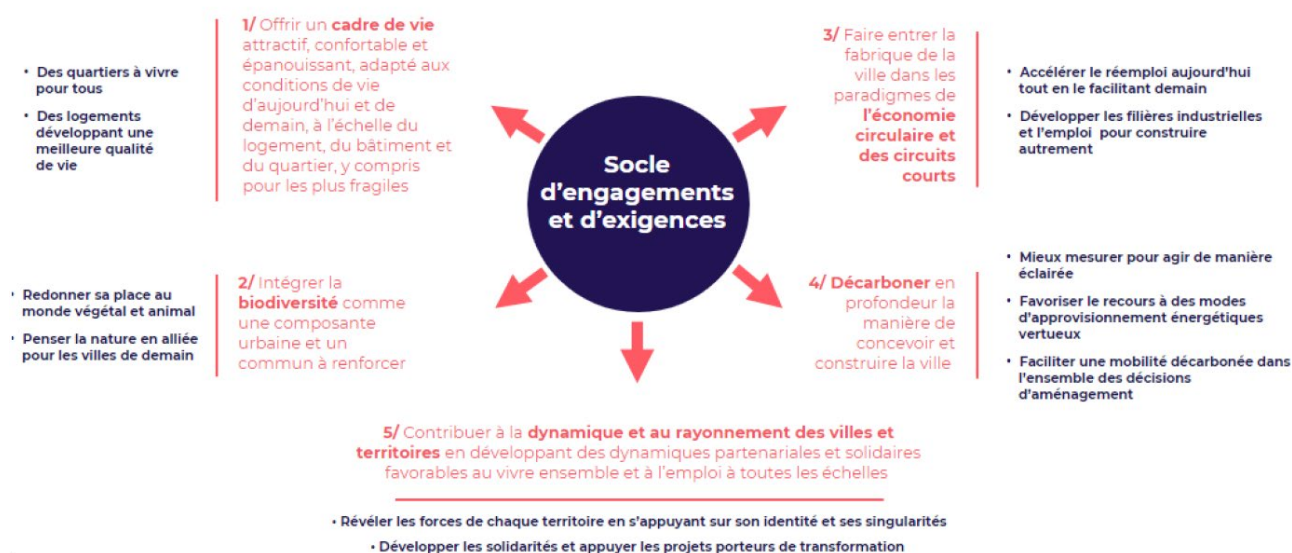 1/ Offrir un cadre de vie
attractif, confortable et
épanouissant, adapté aux
conditions de vie
d'aujourd'hui et de
demain, à l'échelle du
logement, du bâtiment et
du quartier, y compris
pour les plus fragiles
• Des quartiers à vivre
pour tous
• Des logements
développant une
meilleure qualité
de vie
2/ Intégrer la
biodiversité comme
une composante
urbaine et un
commun à renforcer
• Redonner sa place au
monde végétal et animal
• Penser la nature en alliée
pour les villes de demain
Socle
d'engagements
et d'exigences
3/ Faire entrer la
fabrique de la
ville dans les
paradigmes de
l'économie
circulaire et
des circuits
courts
• Accélérer le réemploi aujourd'hui
tout en le facilitant demain
• Développer les filières industrielles
et l'emploi pour construire
autrement
4/ Décarboner en
profondeur la
manière de
concevoir et
construire la ville
• Mieux mesurer pour agir de manière
éclairée
• Favoriser le recours à des modes
d'approvisionnement énergétiques
vertueux
• Faciliter une mobilité décarbonée dans
l'ensemble des décisions
d'aménagement
5/ Contribuer à la dynamique et au rayonnement des villes et
territoires en développant des dynamiques partenariales et solidaires
favorables au vivre ensemble et à l'emploi à toutes les échelles
• Révéler les forces de chaque territoire en s'appuyant sur son identité et ses singularités
• Développer les solidarités et appuyer les projets porteurs de transformation